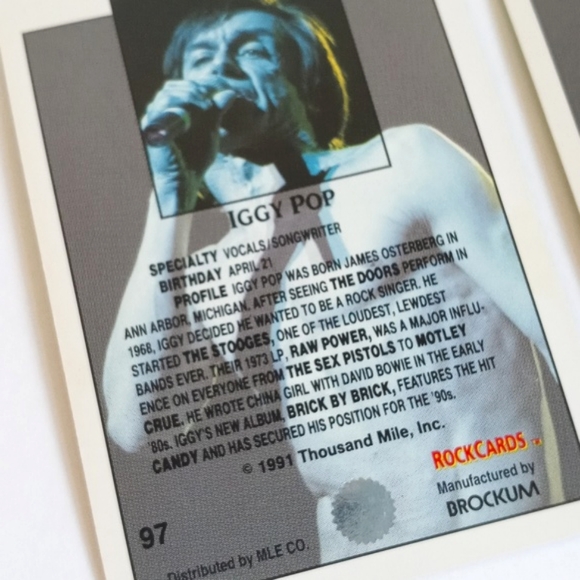 IGGY POP
SPECIALTY VOCALS/SONGWRITER
BIRTHDAY APRIL 21
PROFILE IGGY POP WAS BORN JAMES OSTERBERG IN
ANN ARBOR, MICHIGAN. AFTER SEEING THE DOORS PERFORM IN
1968, IGGY DECIDED HE WANTED TO BE A ROCK SINGER. HE
STARTED THE STOOGES, ONE OF THE LOUDEST, LEWDEST
BANDS EVER. THEIR 1973 LP, RAW POWER, WAS A MAJOR INFLU-
ENCE ON EVERYONE FROM THE SEX PISTOLS TO MOTLEY
CRUE. HE WROTE CHINA GIRL WITH DAVID BOWIE IN THE EARLY
'80s. IGGY'S NEW ALBUM, BRICK BY BRICK, FEATURES THE HIT
CANDY AND HAS SECURED HIS POSITION FOR THE '90s.
© 1991 Thousand Mile, Inc.
ROCKCARDS TM
Manufactured by
BROCKUM
97
Distributed by MLE CO.